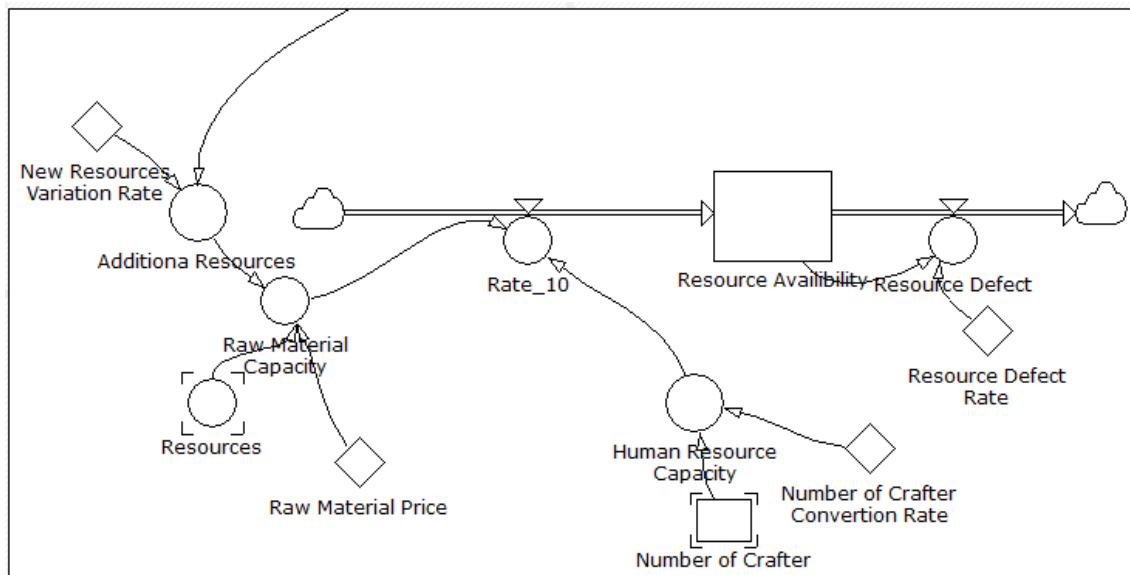 New Resources
Variation Rate
Additiona Resources
Rate_10
Resource Availibility
Resource Defect
Raw Material
Capacity
Resource Defect
Rate
Resources
Human Resource
Capacity
Raw Material Price
Number of Crafter
Convertion Rate
Number of Crafter